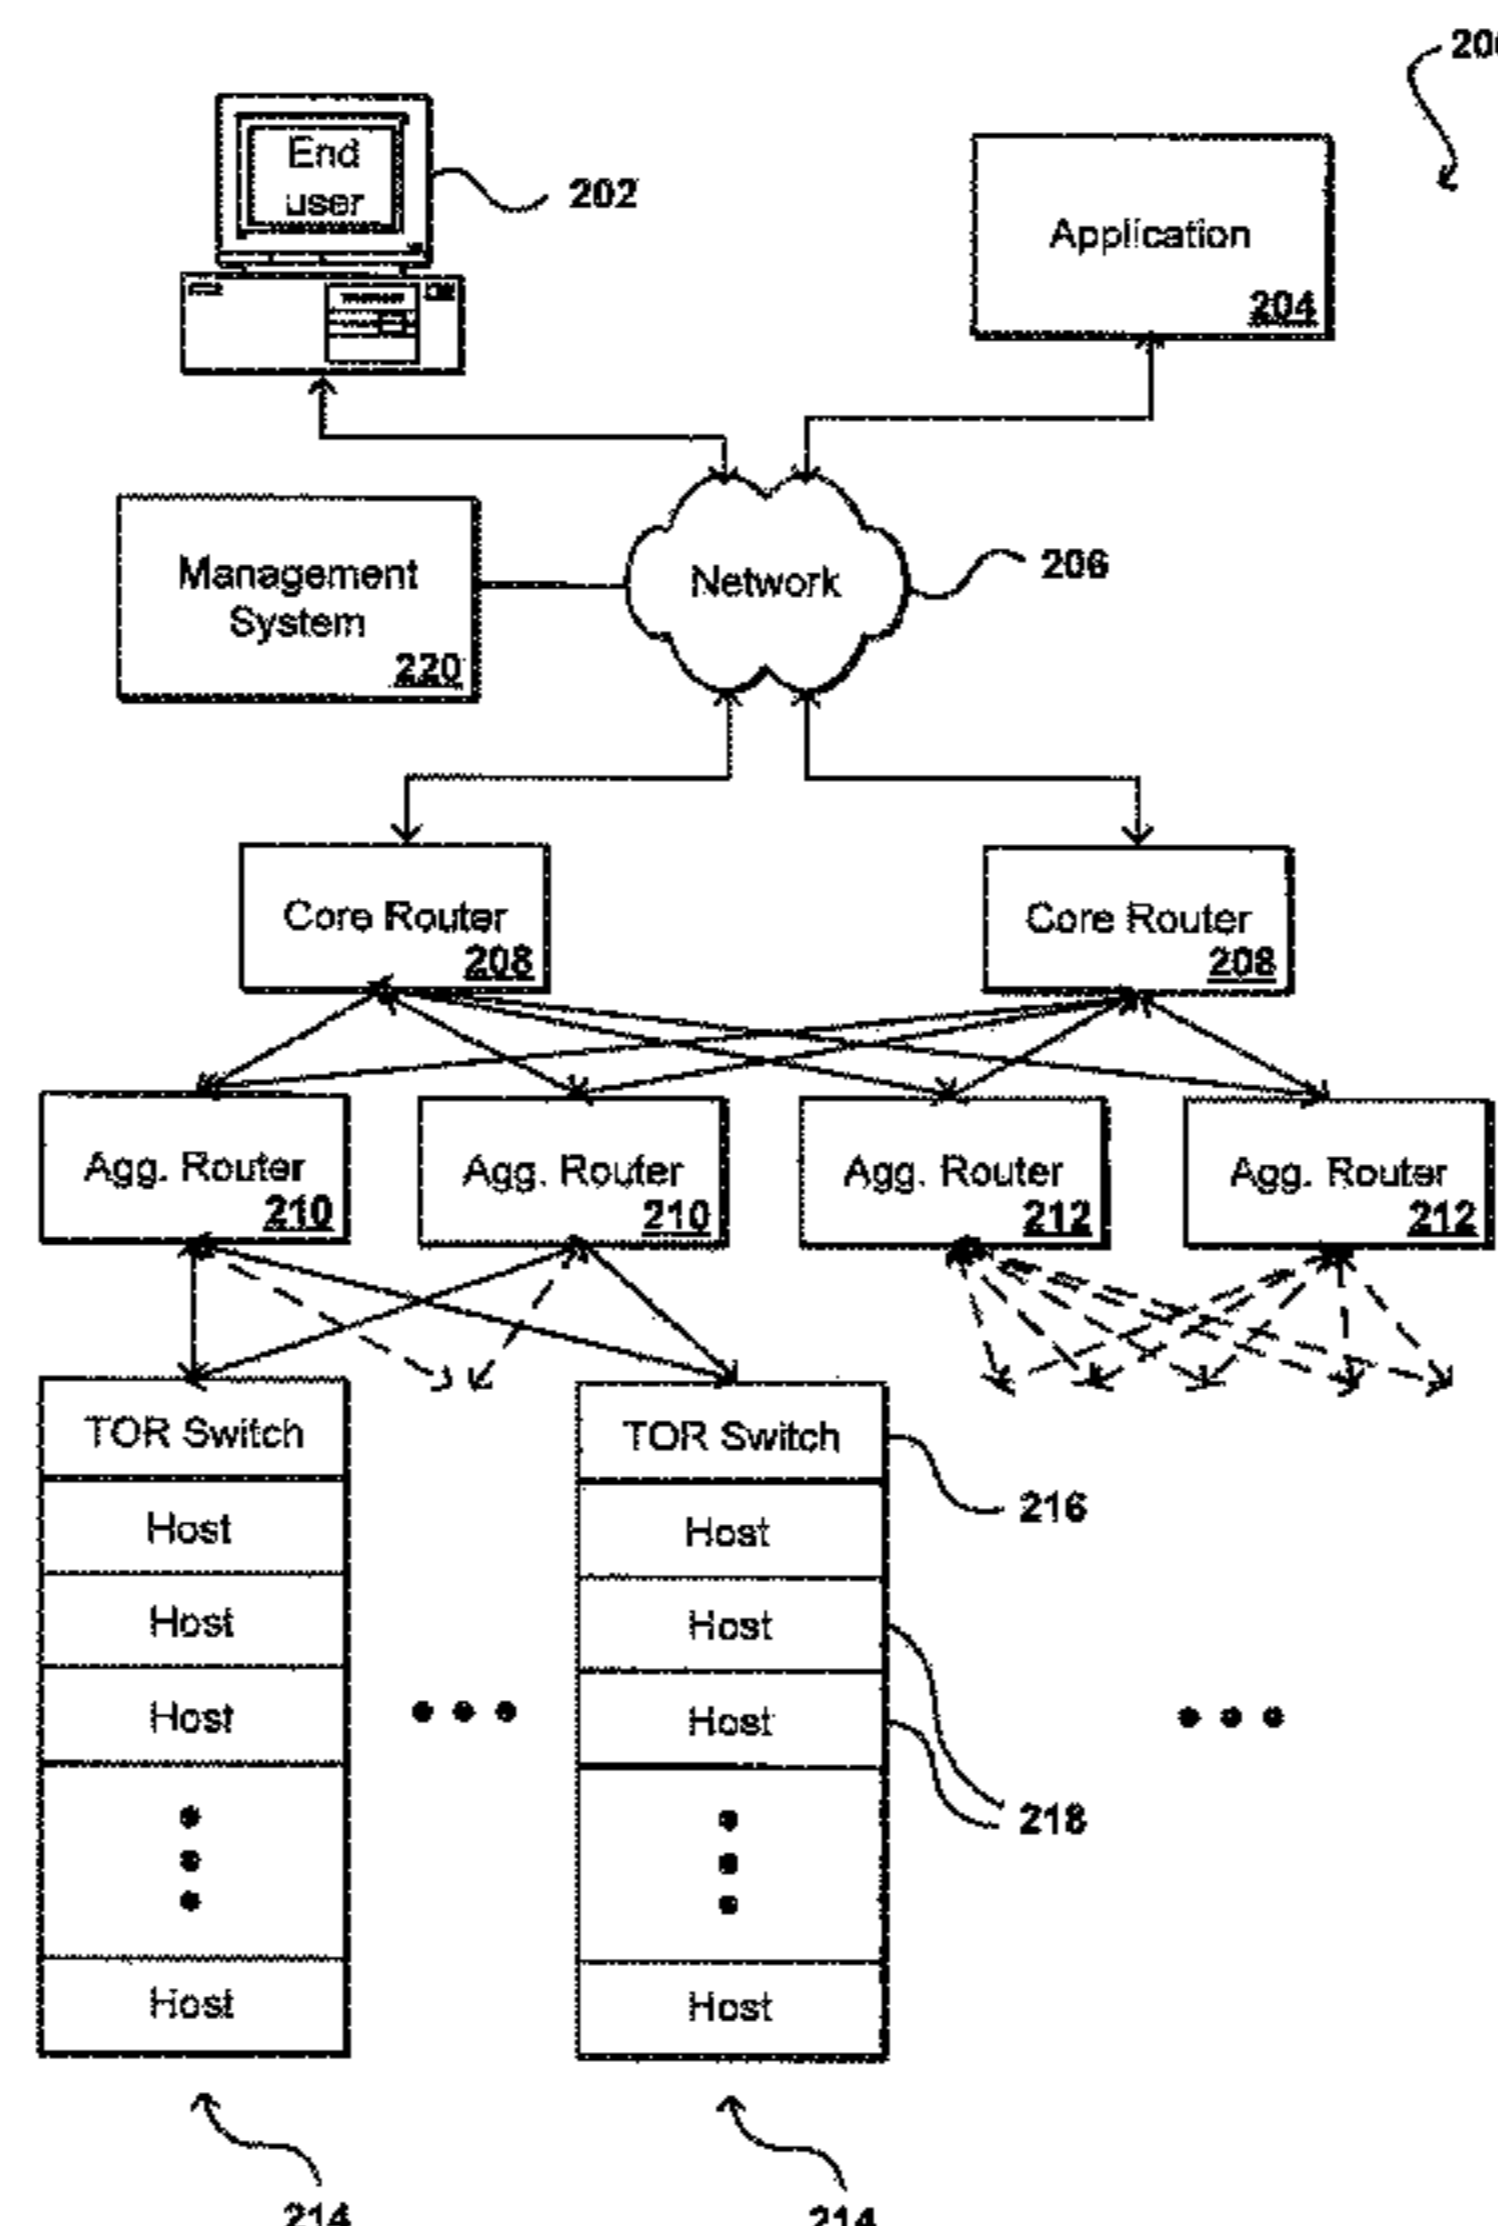 End
user
202
Application
204
Management
System
220
Network
206
Core Router
208
Core Router
208
Agg. Router
210
Agg. Router
210
Agg. Router
212
Agg. Router
212
TOR Switch
Host
Host
Host
Host
TOR Switch
Host
Host
Host
Host
216
218
214
214